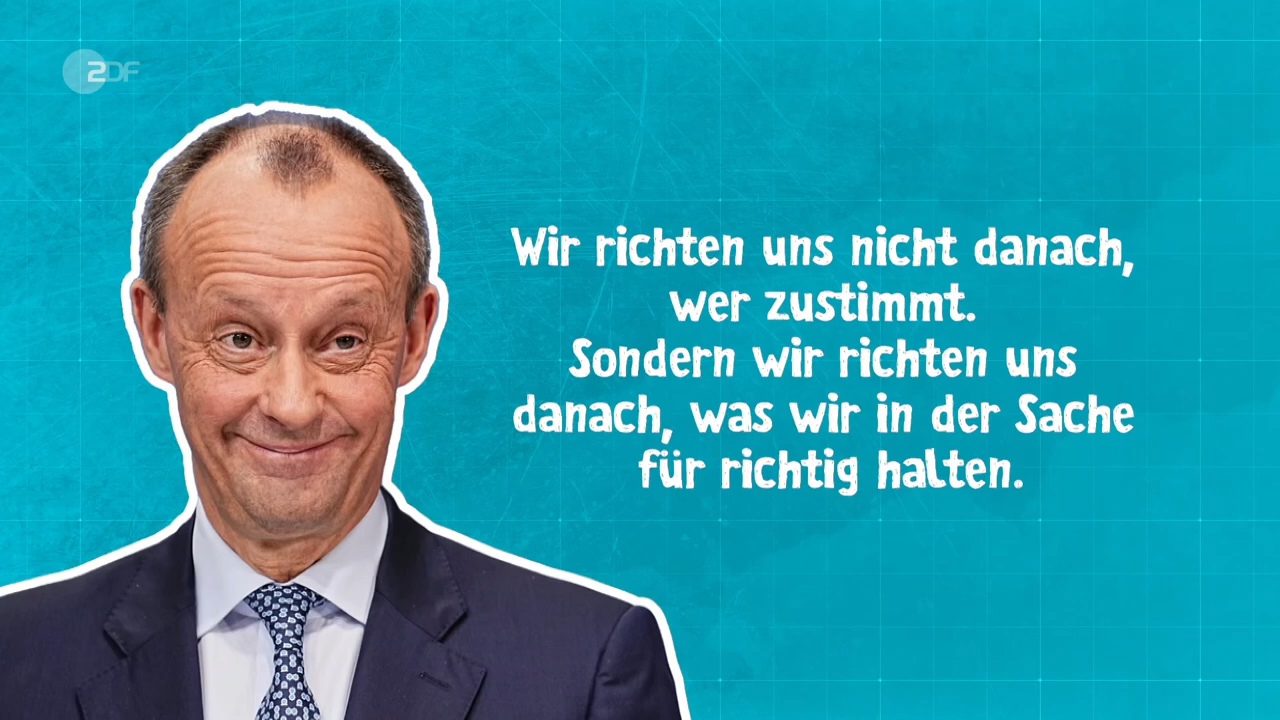 ZDF
Wir richten uns nicht danach,
wer zustimmt.
Sondern wir richten uns
danach, was wir in der Sache
für richtig halten.